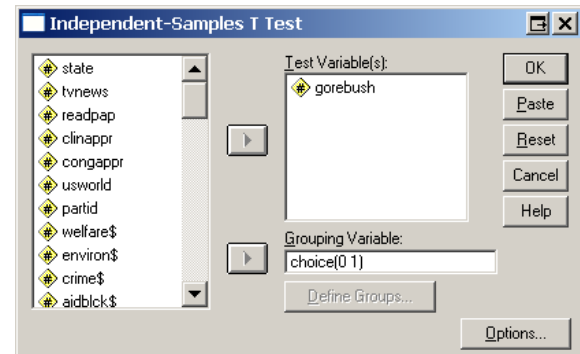 Independent-Samples T Test
state
tvnews
readpap
clinappr
congappr
usworld
partid
welfare$
environ$
crime$
aidblck$
Test Variable(s):
gorebush
Grouping Variable:
choice(0 1)
Define Groups...
OK
Paste
Reset
Cancel
Help
Options...